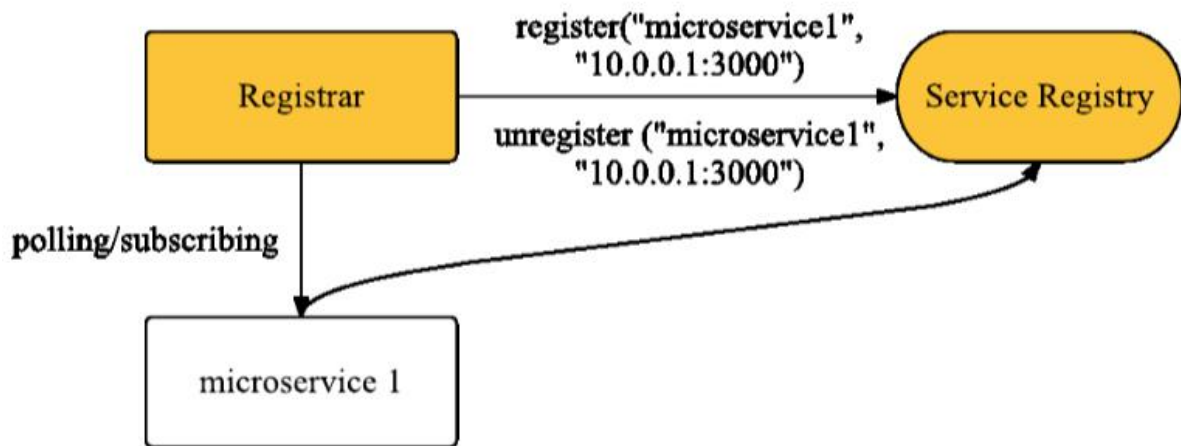 register("microservice1",
"10.0.0.1:3000")
Registrar
Service Registry
unregister ("microservice1",
"10.0.0.1:3000")
polling/subscribing
microservice 1